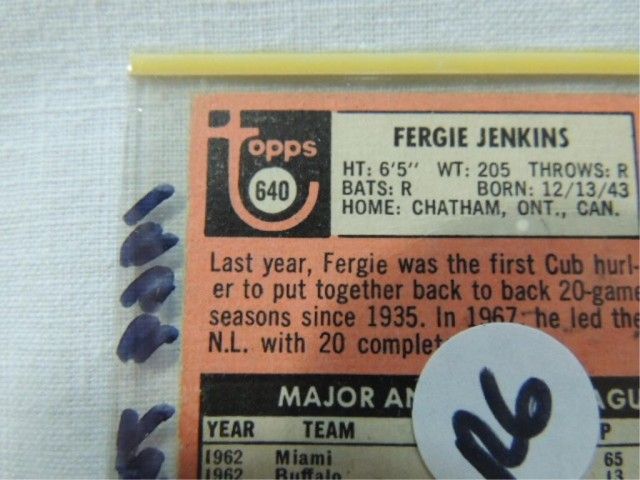 topps
640
FERGIE JENKINS
HT: 6'5" WT: 205 THROWS: R
BATS: R BORN: 12/13/43
HOME: CHATHAM, ONT., CAN.
Last year, Fergie was the first Cub hurl-
er to put together back to back 20-game
seasons since 1935. In 1967 he led the
N.L. with 20 complet
MAJOR AN AGU
YEAR TEAM P
1962 Miami 65
1962 Buffalo 13